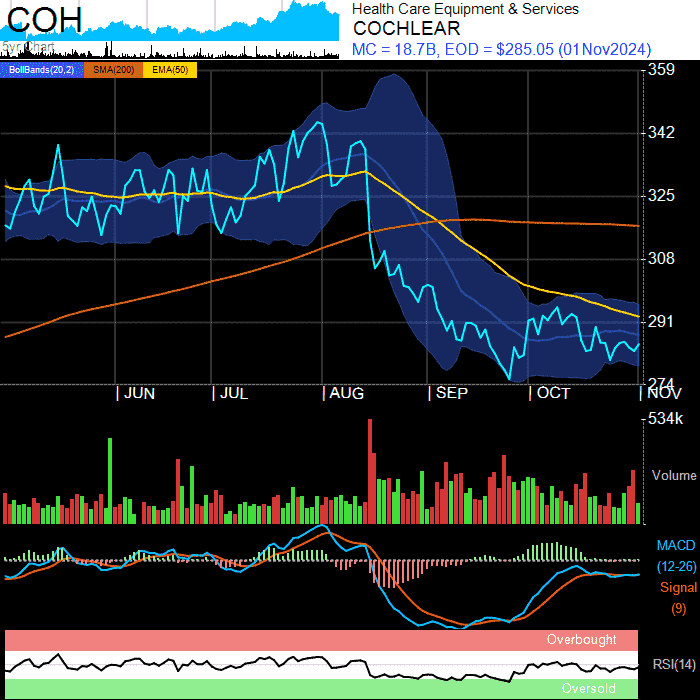 COH
5yr Chart
Health Care Equipment & Services
COCHLEAR
MC = 18.7B, EOD = $285.05 (01Nov2024)
BollBands(20,2) SMA(200) EMA(50)
359
342
325
308
291
274
JUN JUL AUG SEP OCT NOV
534k
Volume
MACD
(12-26)
Signal
(9)
Overbought
RSI(14)
Oversold